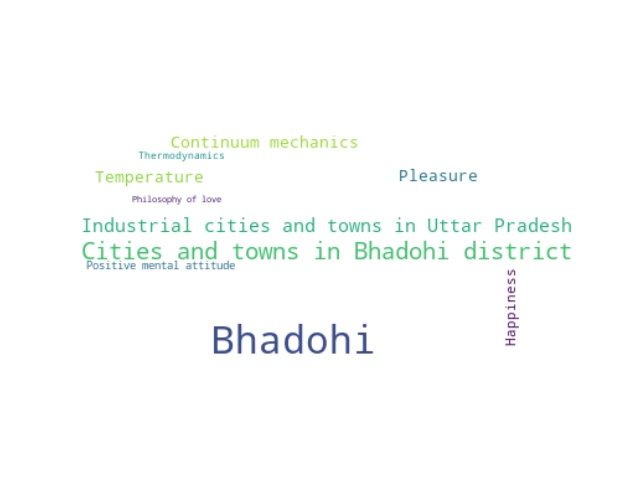 Continuum mechanics
Thermodynamics
Temperature
Pleasure
Philosophy of love
Industrial cities and towns in Uttar Pradesh
Cities and towns in Bhadohi district
Positive mental attitude
Happiness
Bhadohi